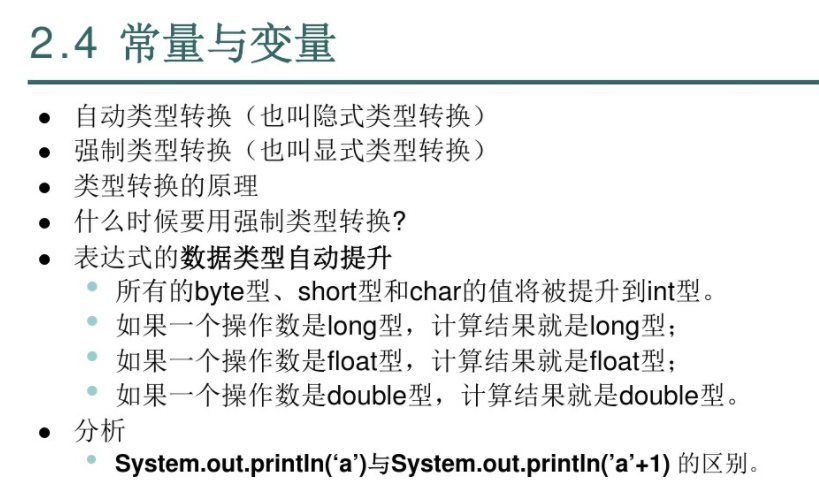 2.4 常量与变量
● 自动类型转换（也叫隐式类型转换）
● 强制类型转换（也叫显式类型转换）
● 类型转换的原理
● 什么时候要用强制类型转换?
● 表达式的数据类型自动提升
• 所有的byte型、short型和char的值将被提升到int型。
• 如果一个操作数是long型，计算结果就是long型；
• 如果一个操作数是float型，计算结果就是float型；
• 如果一个操作数是double型，计算结果就是double型。
● 分析
• System.out.println(‘a’)与System.out.println(’a’+1) 的区别。